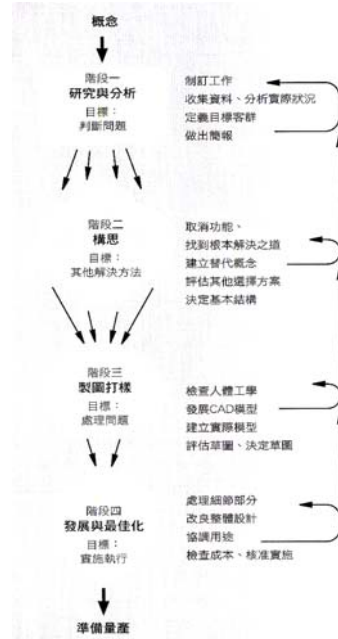 概念
階段一
研究與分析
目標：
判斷問題
制訂工作
收集資料、分析實際狀況
定義目標客群
做出簡報
階段二
構思
目標：
其他解決方法
取消功能、
找到根本解決之道
建立替代概念
評估其他選擇方案
決定基本結構
階段三
製圖打樣
目標：
處理問題
檢查人體工學
發展CAD模型
建立實際模型
評估草圖、決定草圖
階段四
發展與最佳化
目標：
實施執行
處理細節部分
改良整體設計
協調用途
檢查成本、核准實施
準備量產